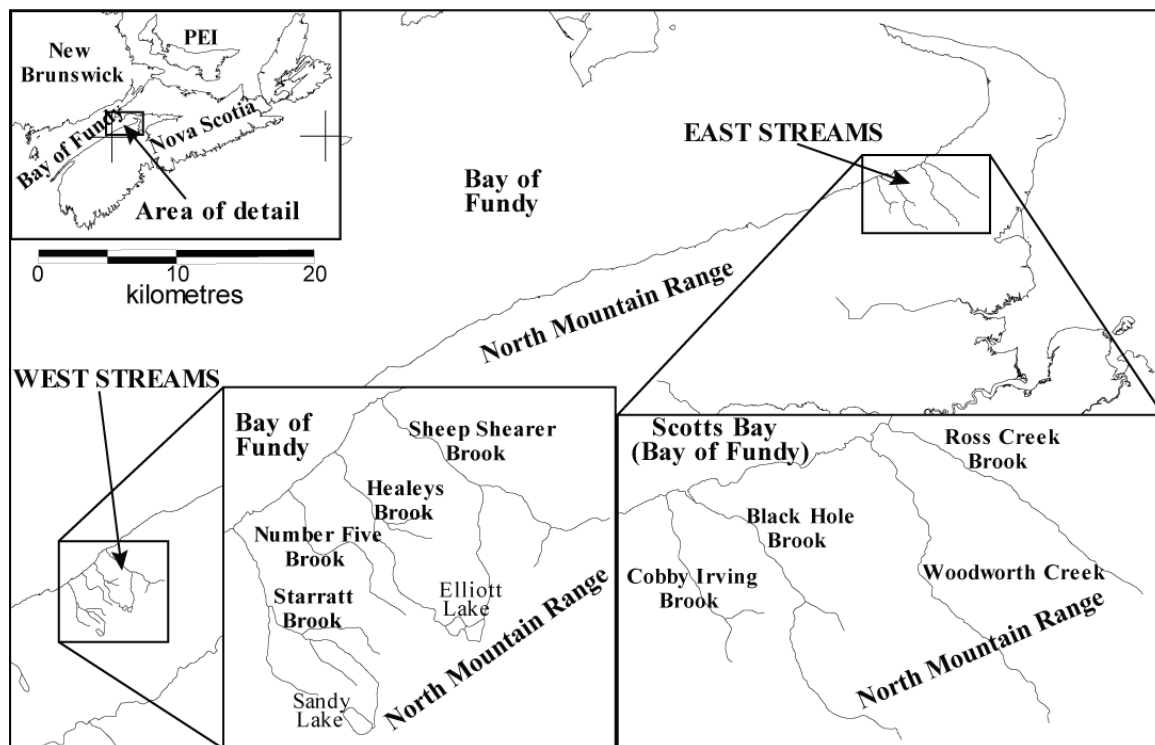 PEI
New
Brunswick
Bay of Fundy
Nova Scotia
Area of detail
0 10 20
kilometres
Bay of
Fundy
EAST STREAMS
North Mountain Range
WEST STREAMS
Bay of
Fundy
Sheep Shearer
Brook
Healeys
Brook
Number Five
Brook
Starratt
Brook
Elliott
Lake
Sandy
Lake
North Mountain Range
Scotts Bay
(Bay of Fundy)
Ross Creek
Brook
Black Hole
Brook
Cobby Irving
Brook
Woodworth Creek
North Mountain Range